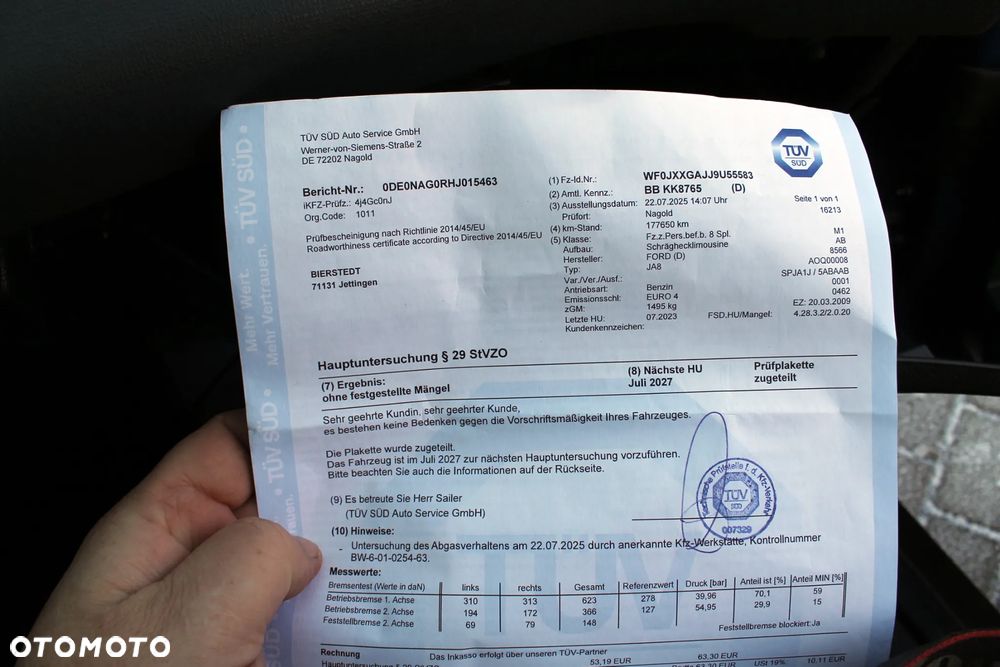 TÜV SÜD Auto Service GmbH
Werner-von-Siemens-Straße 2
DE 72202 Nagold
TÜV SÜD
Bericht-Nr.: 0DE0NAG0RHJ015463
iKFZ-Prüfz.: 4j4Gc0nJ
Org.Code: 1011
Prüfbescheinigung nach Richtlinie 2014/45/EU
Roadworthiness certificate according to Directive 2014/45/EU
BIERSTEDT
71131 Jettingen
(1) Fz-Id.Nr.: WF0JXXGAJJ9U55583
(2) Amtl. Kennz.: BB KK8765 (D)
(3) Ausstellungsdatum: 22.07.2025 14:07 Uhr Seite 1 von 1
Prüfort: Nagold 16213
(4) km-Stand: 177650 km
(5) Klasse: Fz.z.Pers.bef.b. 8 Spl. M1
Aufbau: Schräghecklimousine AB
Hersteller: FORD (D) 8566
Typ: JA8 AOQ00008
Var./Ver./Ausf.: SPJA1J / 5ABAAB
Antriebsart: Benzin 0001
Emissionsschl: EURO 4 0462
zGM: 1495 kg EZ: 20.03.2009
Letzte HU: 07.2023 FSD.HU/Mangel: 4.28.3.2/2.0.20
Kundenkennzeichen:
Hauptuntersuchung § 29 StVZO
(7) Ergebnis: (8) Nächste HU Prüfplakette
ohne festgestellte Mängel Juli 2027 zugeteilt
Sehr geehrte Kundin, sehr geehrter Kunde,
es bestehen keine Bedenken gegen die Vorschriftsmäßigkeit Ihres Fahrzeuges.
Die Plakette wurde zugeteilt.
Das Fahrzeug ist im Juli 2027 zur nächsten Hauptuntersuchung vorzuführen.
Bitte beachten Sie auch die Informationen auf der Rückseite.
(9) Es betreute Sie Herr Sailer
(TÜV SÜD Auto Service GmbH)
Technische Prüfstelle f. d. Kfz-Verkehr
TÜV
SÜD
007329
(10) Hinweise:
- Untersuchung des Abgasverhaltens am 22.07.2025 durch anerkannte Kfz-Werkstätte, Kontrollnummer
BW-6-01-0254-63.
Messwerte:
Bremsentest (Werte in daN) links rechts Gesamt Referenzwert Druck [bar] Anteil ist [%] Anteil MIN [%]
Betriebsbremse 1. Achse 310 313 623 278 39,96 70,1 59
Betriebsbremse 2. Achse 194 172 366 127 54,95 29,9 15
Feststellbremse 2. Achse 69 79 148 Feststellbremse blockiert:Ja
Rechnung Das Inkasso erfolgt über unseren TÜV-Partner 63,30 EUR
53,19 EUR USt 19% 10,11 EUR
Mehr Wert.
Mehr Vertrauen.
TÜV SÜD
TÜV SÜD
OTOMOTO